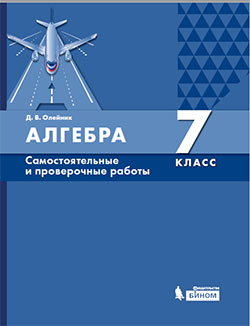 Д. В. Олейник
АЛГЕБРА
7
КЛАСС
Самостоятельные
и проверочные работы
издательство
БИНОМ